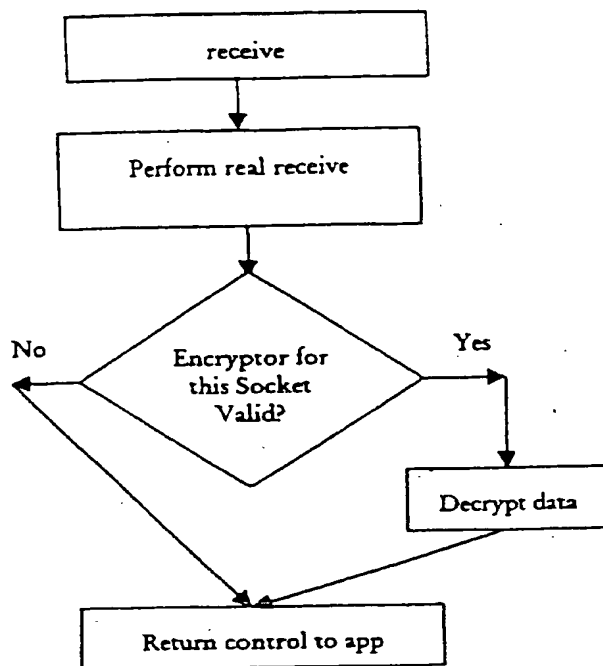 receive
Perform real receive
No
Yes
Encryptor for
this Socket
Valid?
Decrypt data
Return control to app